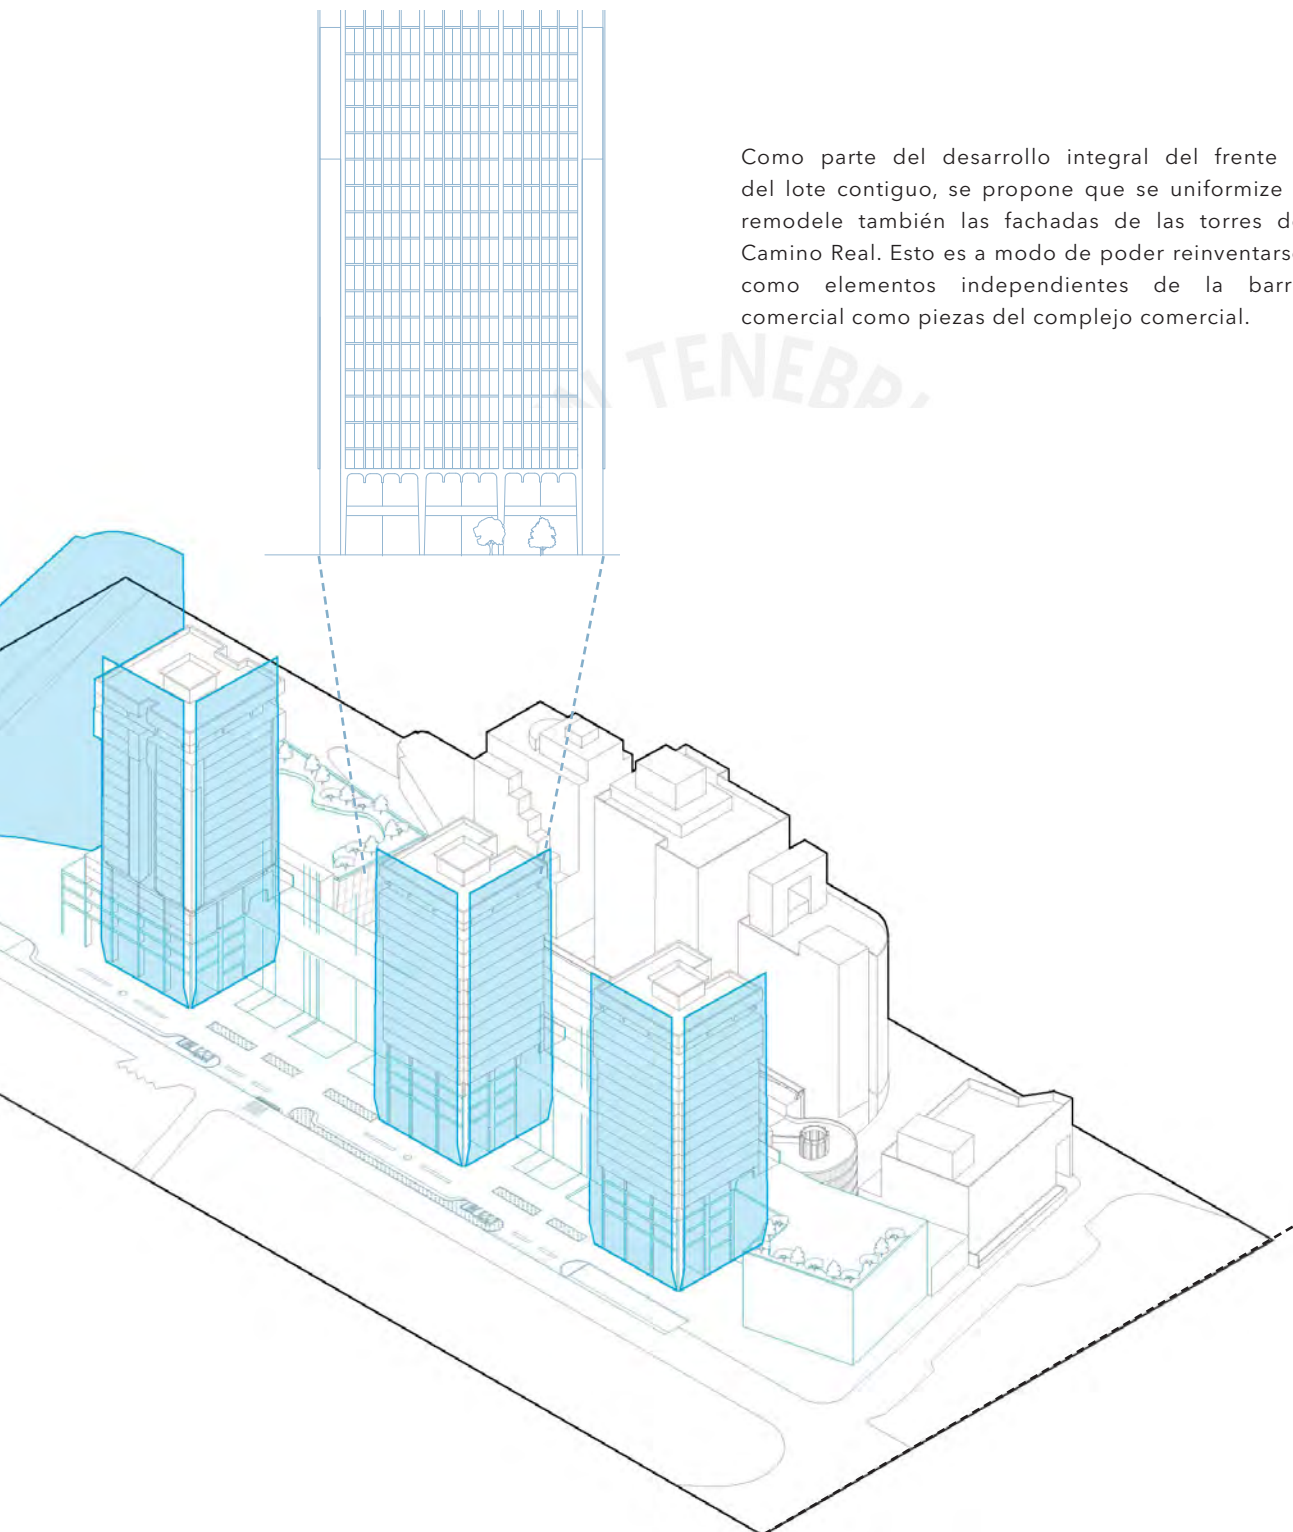 Como parte del desarrollo integral del frente
del lote contiguo, se propone que se uniformize
remodele también las fachadas de las torres
Camino Real. Esto es a modo de poder
como elementos independientes de la
comercial como piezas del complejo comercial.